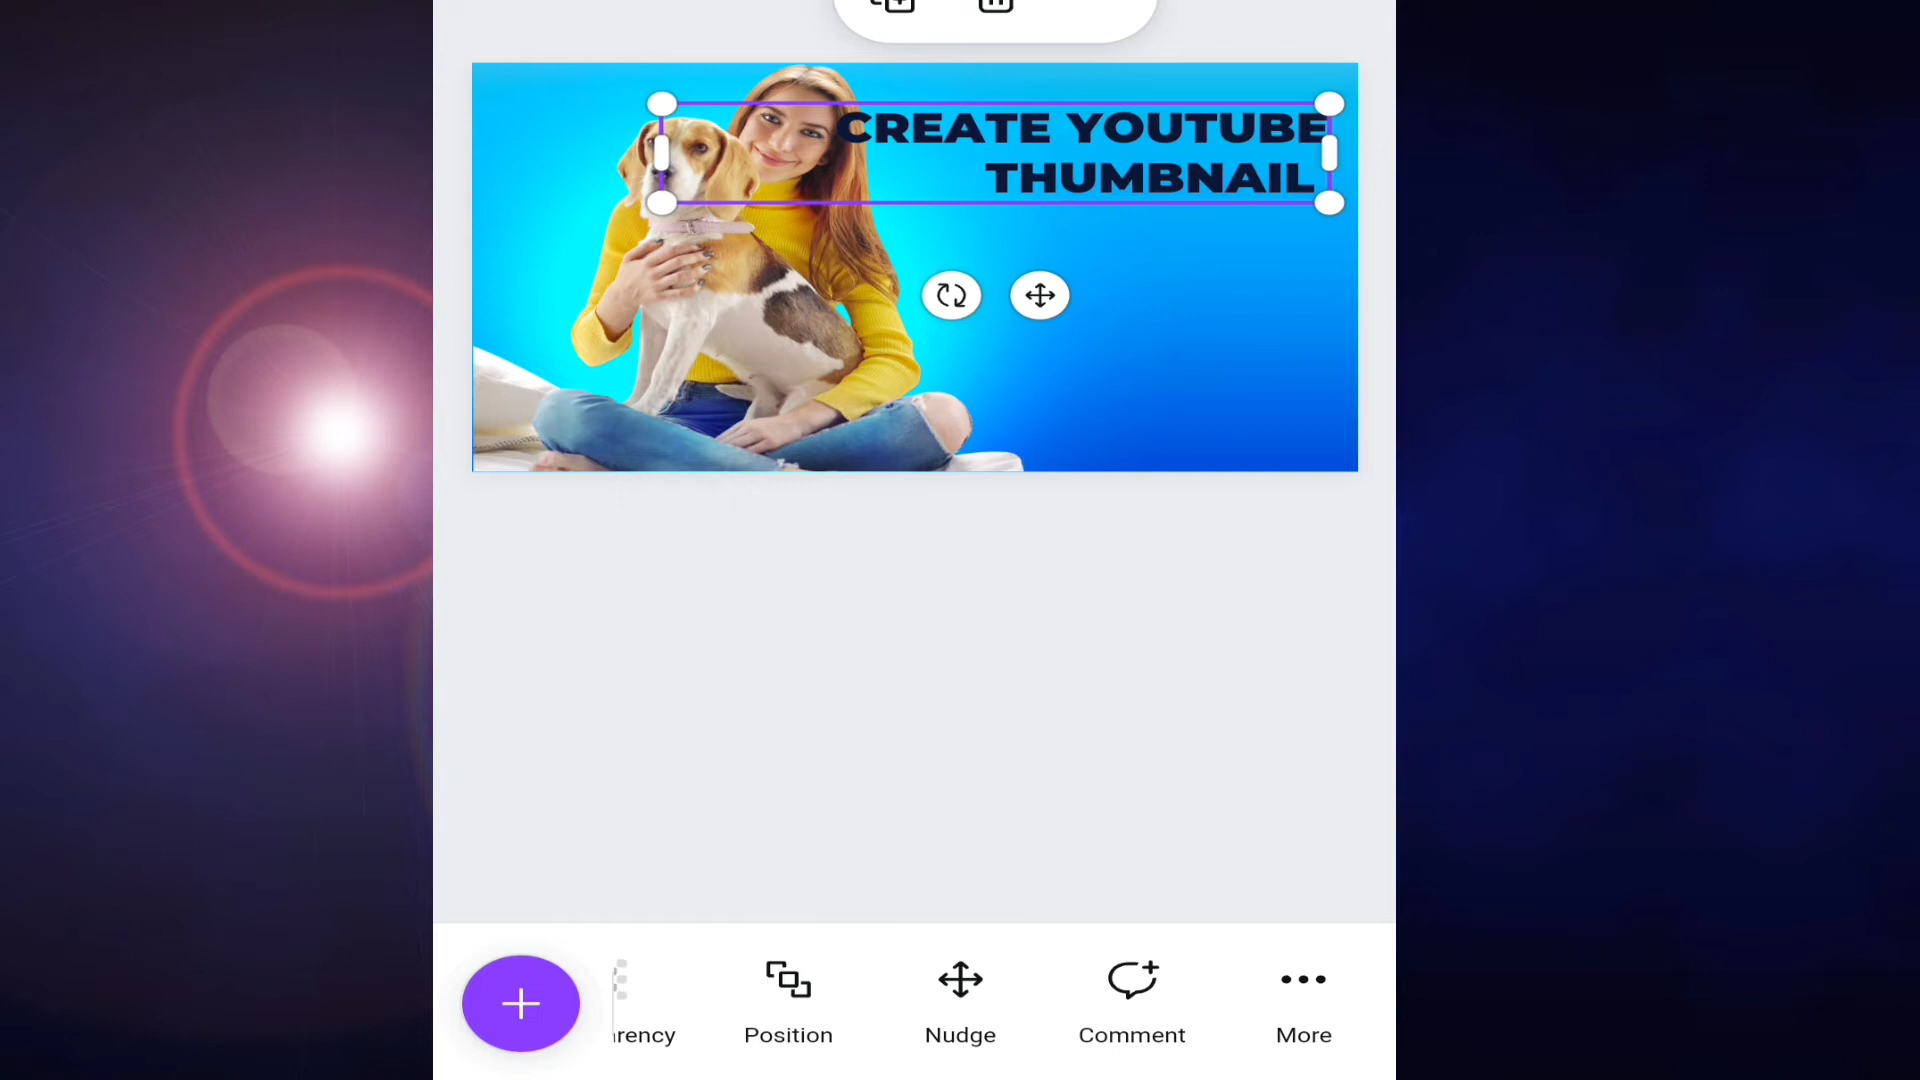 CREATE YOUTUBE
THUMBNAIL
rency
Position
Nudge
Comment
More